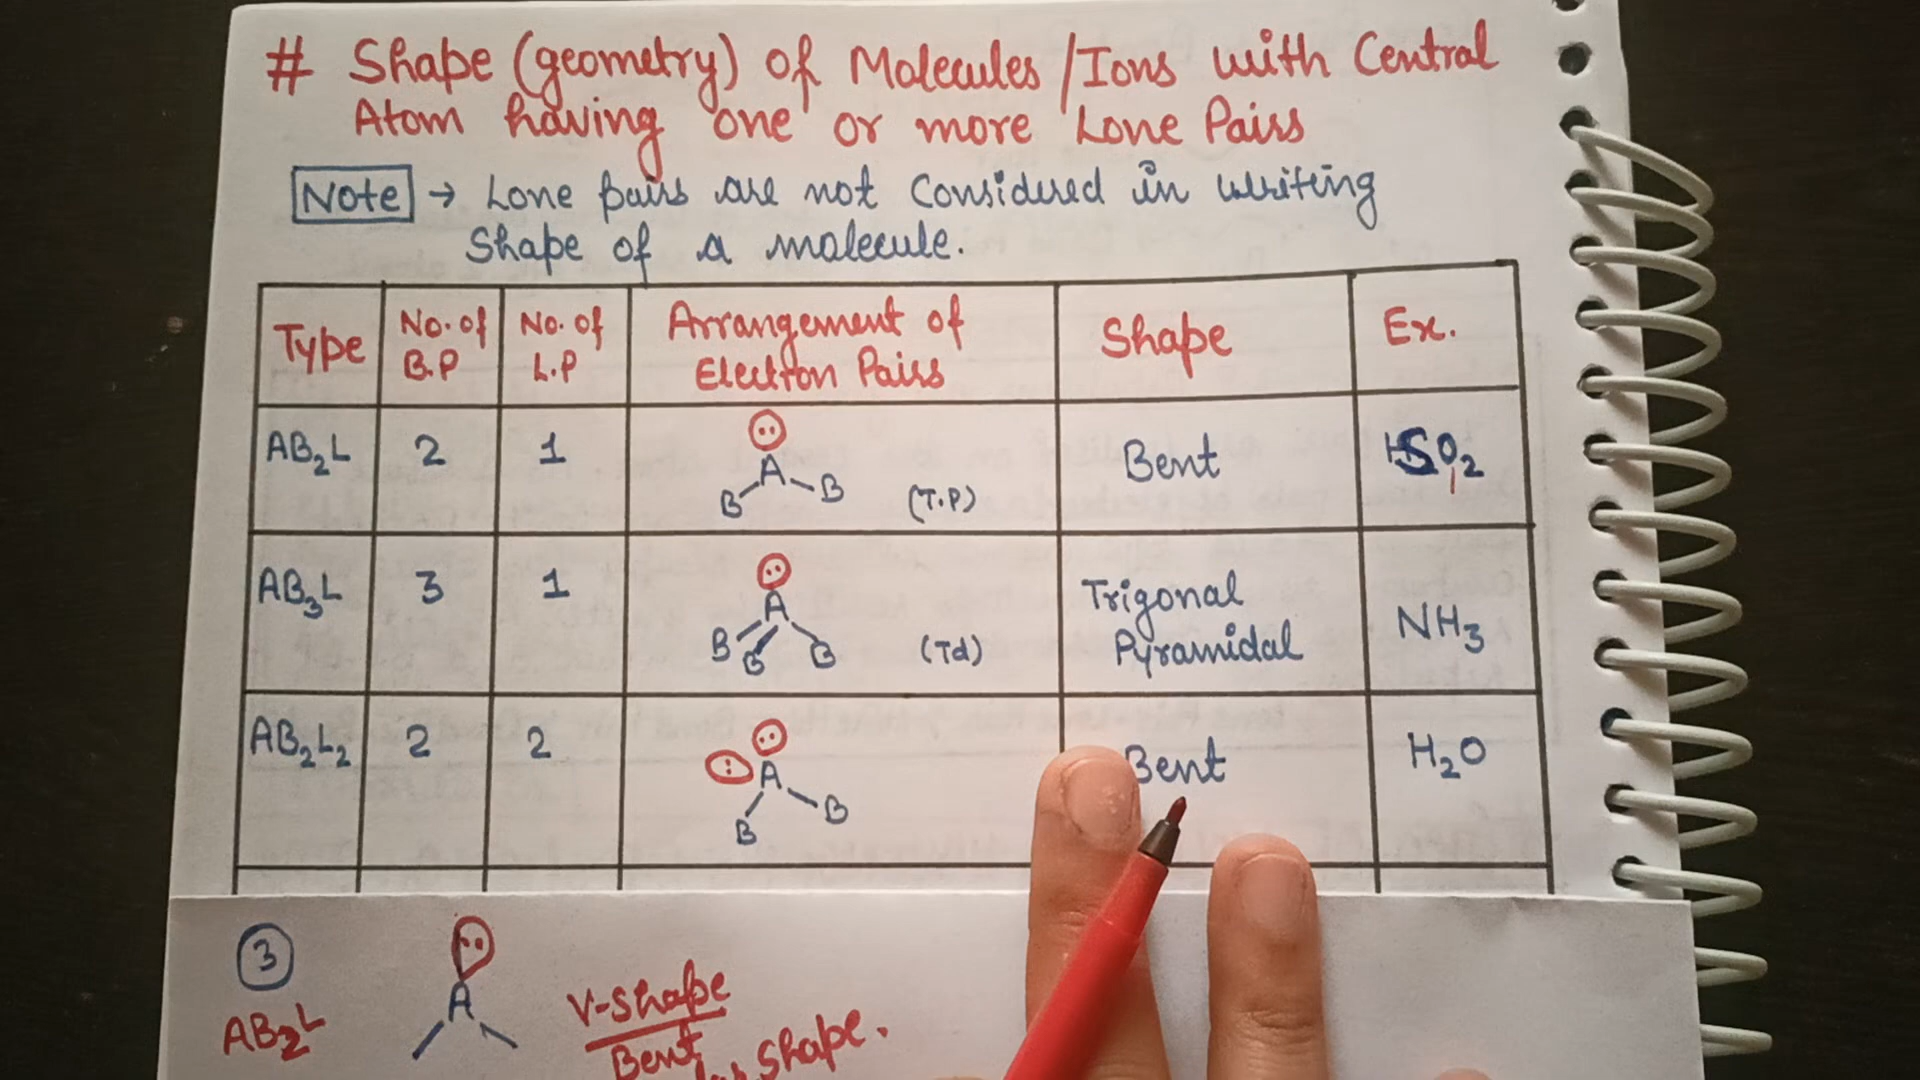 # Shape (geometry) of Molecules/Ions with Central
Atom having one or more Lone Pairs
Note → Lone pairs are not Considered in writing
Shape of a molecule.
Type No. of B.P No. of L.P Arrangement of Electron Pairs Shape Ex.
AB₂L 2 1 A B B (T.P) Bent SO₂
AB₃L 3 1 A B B B (Td) Trigonal Pyramidal NH₃
AB₂L₂ 2 2 A B B Bent H₂O
3
AB₂L
A
V-shape
Bent
Shape.